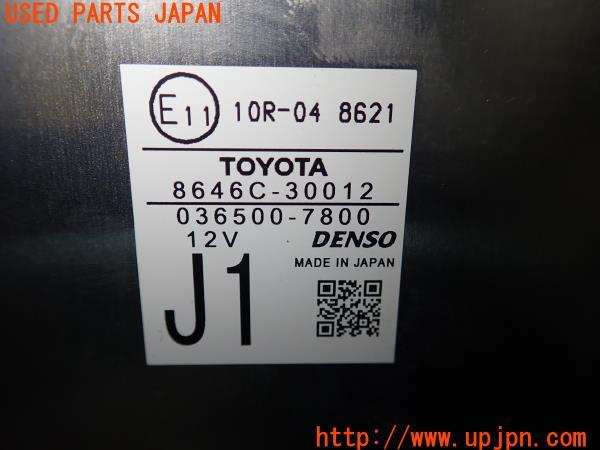 USED PARTS JAPAN
E11 10R-04 8621
TOYOTA
8646C-30012
036500-7800
12V DENSO
MADE IN JAPAN
J1
http://www.upjpn.com/